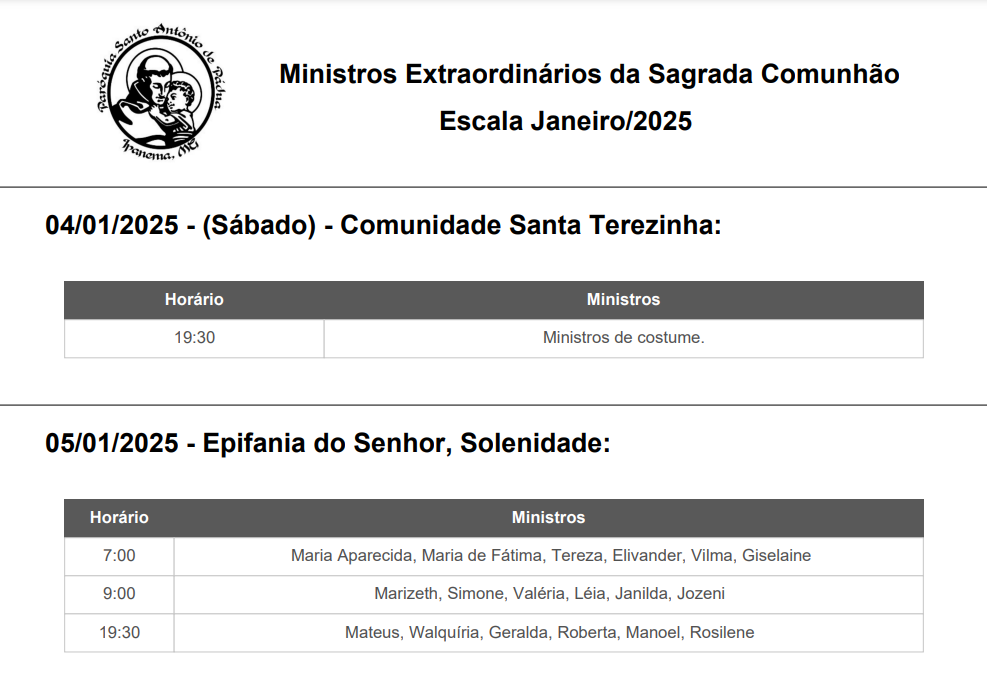 Paróquia Santo Antônio de Pádua
Ipanema, MG
Ministros Extraordinários da Sagrada Comunhão
Escala Janeiro/2025
04/01/2025 - (Sábado) - Comunidade Santa Terezinha:
Horário Ministros
19:30 Ministros de costume.
05/01/2025 - Epifania do Senhor, Solenidade:
Horário Ministros
7:00 Maria Aparecida, Maria de Fátima, Tereza, Elivander, Vilma, Giselaine
9:00 Marizeth, Simone, Valéria, Léia, Janilda, Jozeni
19:30 Mateus, Walquíria, Geralda, Roberta, Manoel, Rosilene